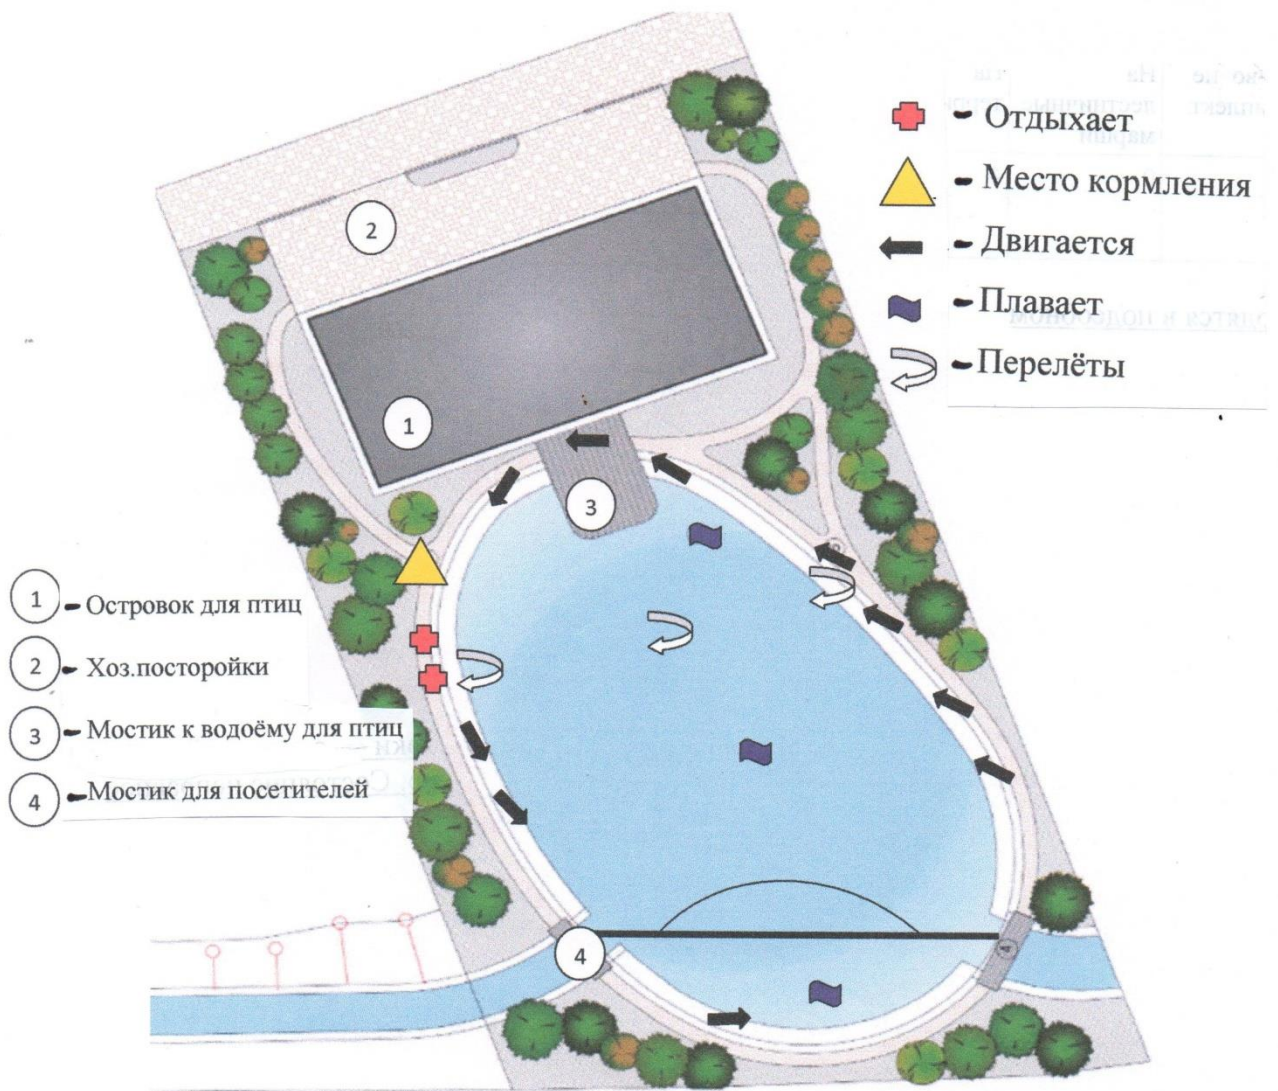 - Отдыхает
- Место кормления
- Двигается
- Плавает
- Перелёты
2
1
3
1 - Островок для птиц
2 - Хоз.посторойки
3 - Мостик к водоёму для птиц
4 - Мостик для посетителей
4
4